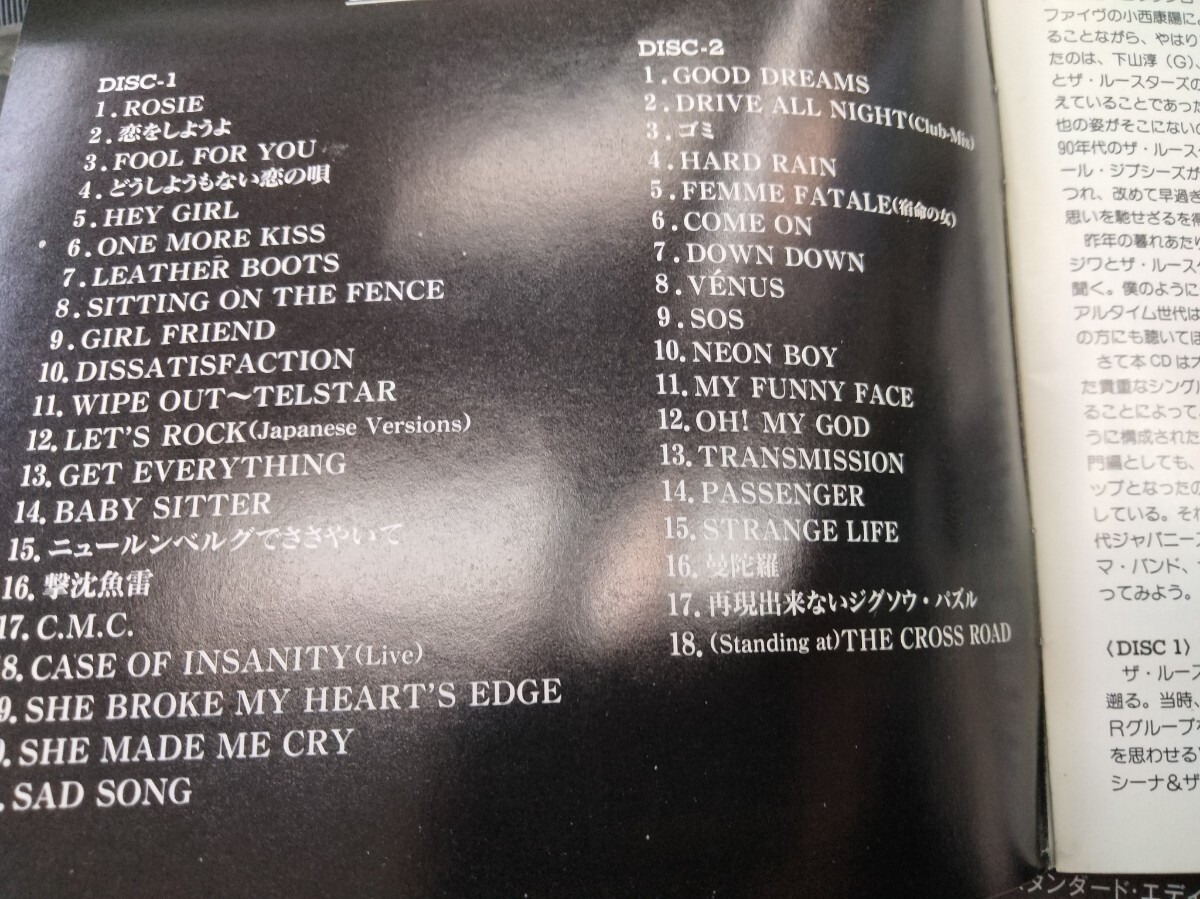 DISC-1
1. ROSIE
2. 恋をしようよ
3. FOOL FOR YOU
4. どうしようもない恋の唄
5. HEY GIRL
6. ONE MORE KISS
7. LEATHER BOOTS
8. SITTING ON THE FENCE
9. GIRL FRIEND
10. DISSATISFACTION
11. WIPE OUT～TELSTAR
12. LET'S ROCK(Japanese Versions)
13. GET EVERYTHING
14. BABY SITTER
15. ニュールンベルグでささやいて
16. 撃沈魚雷
17. C.M.C.
8. CASE OF INSANITY(Live)
9. SHE BROKE MY HEART'S EDGE
. SHE MADE ME CRY
. SAD SONG
DISC-2
1. GOOD DREAMS
2. DRIVE ALL NIGHT(Club-Mix)
3. ゴミ
4. HARD RAIN
5. FEMME FATALE(宿命の女)
6. COME ON
7. DOWN DOWN
8. VÉNUS
9. SOS
10. NEON BOY
11. MY FUNNY FACE
12. OH! MY GOD
13. TRANSMISSION
14. PASSENGER
15. STRANGE LIFE
16. 曼陀羅
17. 再現出来ないジグソウ・パズル
18. (Standing at)THE CROSS ROAD
ファイヴの小西康陽に
ることながら、やはり
たのは、下山淳(G)、
とザ・ルースターズの
えていることであった
也の姿がそこにないの
90年代のザ・ルース
ール・ジプシーズが
つれ、改めて早過ぎ
思いを馳せざるを得
昨年の暮れあたり
ジワとザ・ルースタ
聞く。僕のように
アルタイム世代は
の方にも聴いてほ
さて本CDは
た貴重なシングル
ることによって、
うに構成された
門編としても、
ップとなったの
している。それ
代ジャパニーズ
マ・バンド、
ってみよう。
〈DISC 1〉
ザ・ルース
遡る。当時、
Rグループを
を思わせる
シーナ&ザ
スタンダード・エディ